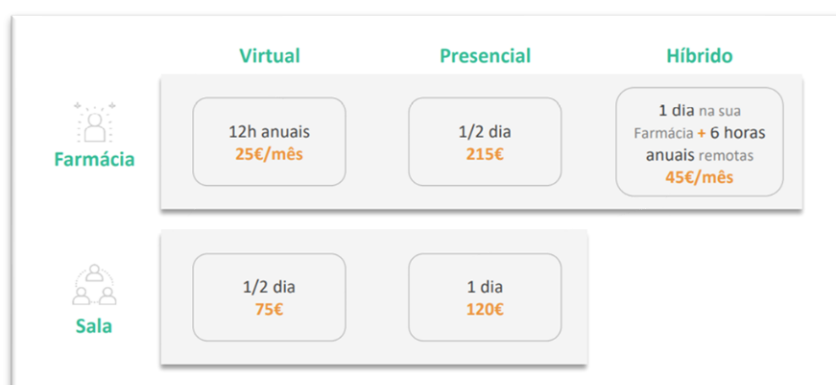 Virtual
Presencial
Híbrido
Farmácia
12h anuais
25€/mês
1/2 dia
215€
1 dia na sua
Farmácia + 6 horas
anuais remotas
45€/mês
Sala
1/2 dia
75€
1 dia
120€